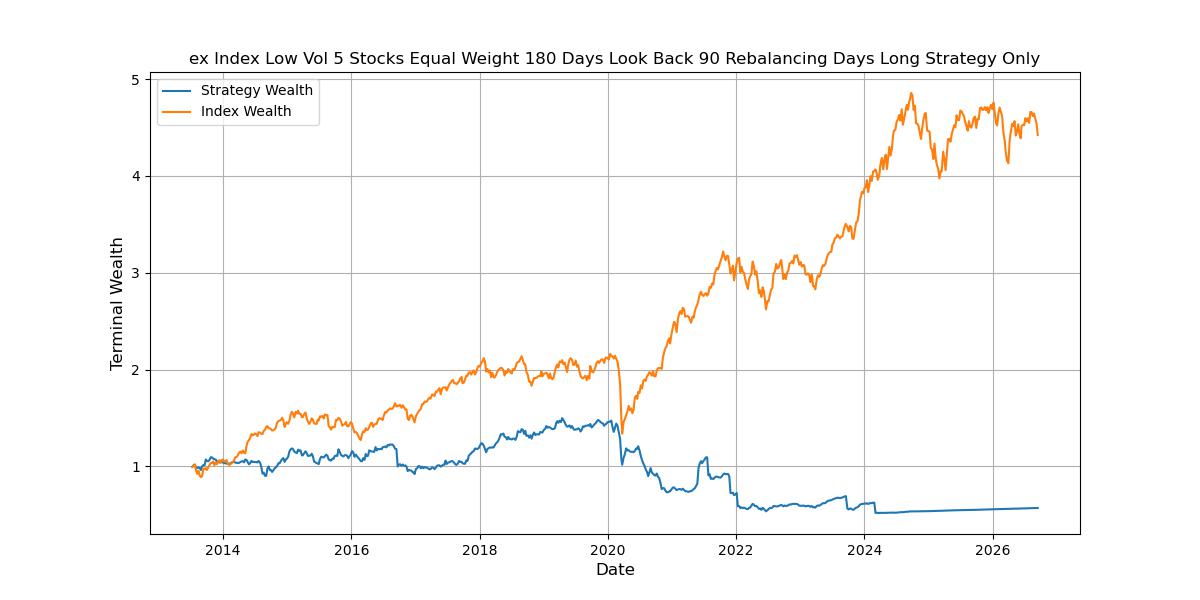 ex Index Low Vol 5 Stocks Equal Weight 180 Days Look Back 90 Rebalancing Days Long Strategy Only
Strategy Wealth
Index Wealth
Terminal Wealth
5
4
3
2
1
2014 2016 2018 2020 2022 2024 2026
Date